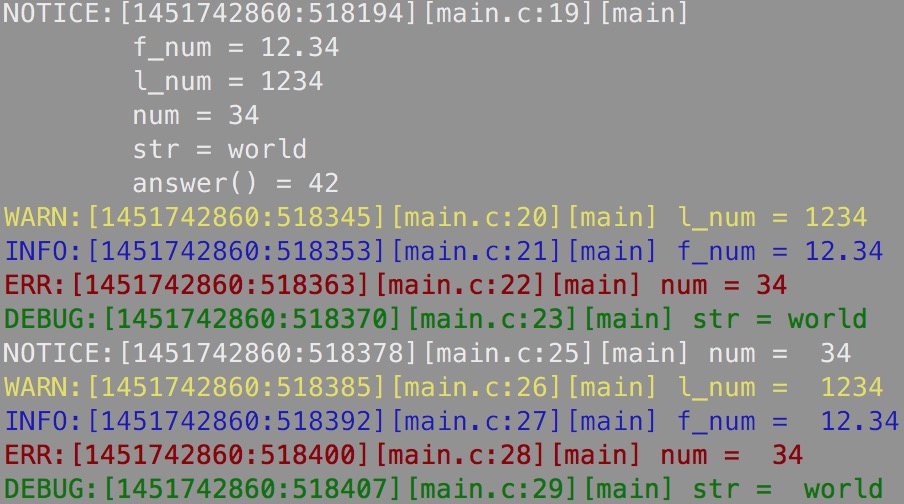 NOTICE:[1451742860:518194][main.c:19][main]
f_num = 12.34
l_num = 1234
num = 34
str = world
answer() = 42
WARN:[1451742860:518345][main.c:20][main] l_num = 1234
INFO:[1451742860:518353][main.c:21][main] f_num = 12.34
ERR:[1451742860:518363][main.c:22][main] num = 34
DEBUG:[1451742860:518370][main.c:23][main] str = world
NOTICE:[1451742860:518378][main.c:25][main] num =  34
WARN:[1451742860:518385][main.c:26][main] l_num =  1234
INFO:[1451742860:518392][main.c:27][main] f_num =  12.34
ERR:[1451742860:518400][main.c:28][main] num =  34
DEBUG:[1451742860:518407][main.c:29][main] str =  world